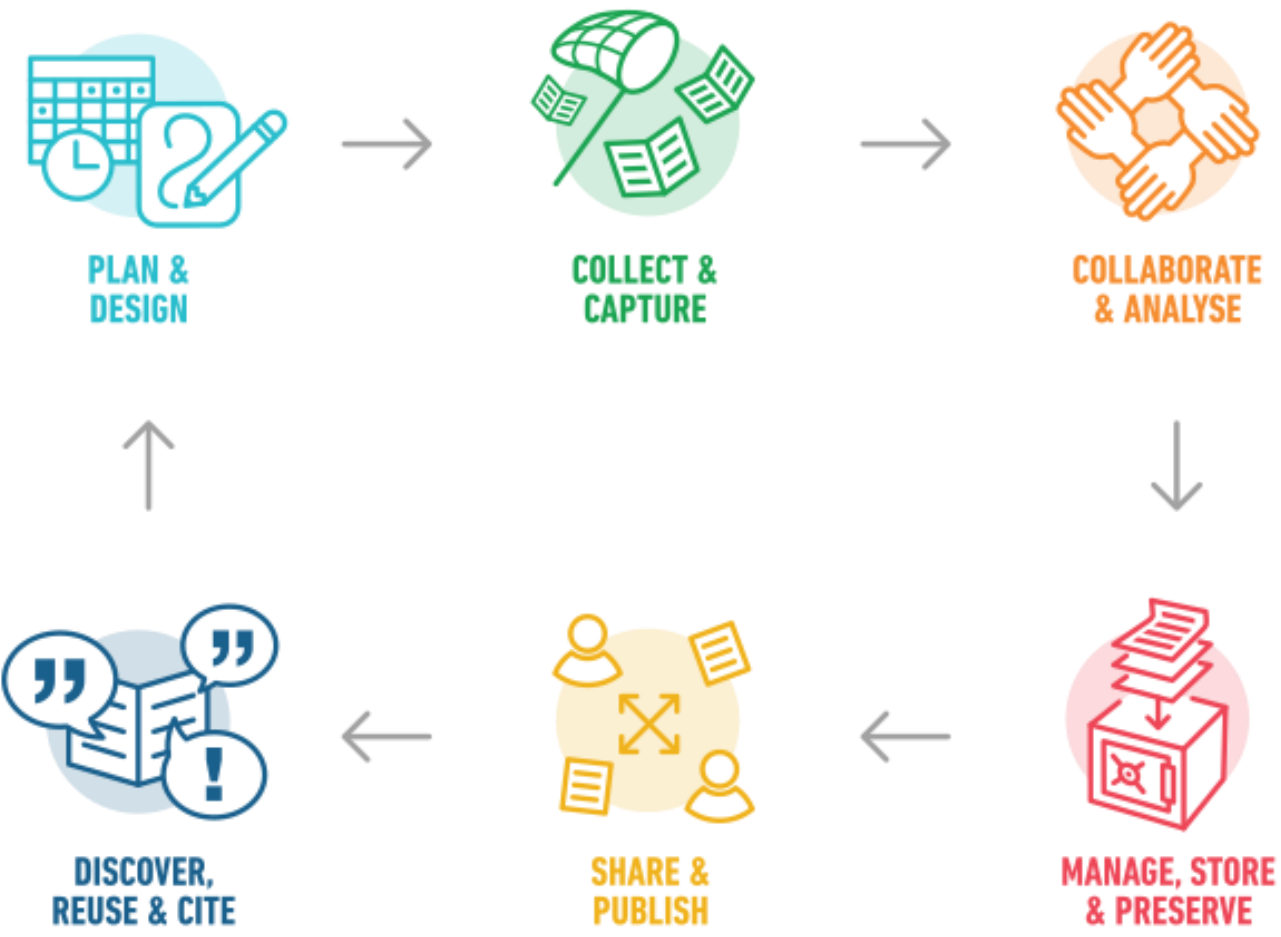 PLAN &
DESIGN
COLLECT &
CAPTURE
COLLABORATE
& ANALYSE
DISCOVER,
REUSE & CITE
SHARE &
PUBLISH
MANAGE, STORE
& PRESERVE